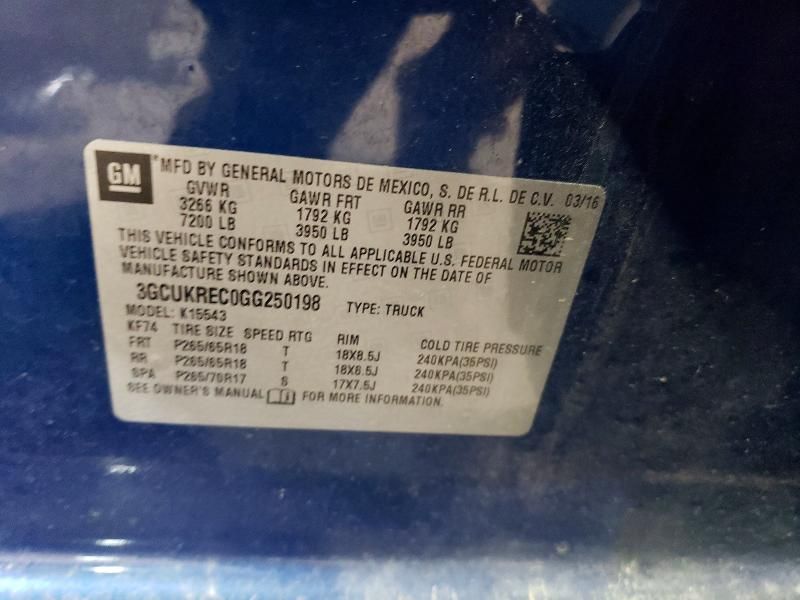 GM
*MFD BY GENERAL MOTORS DE MEXICO, S. DE R.L. DE C.V. 03/16
GVWR GAWR FRT GAWR RR
3266 KG 1792 KG 1792 KG
7200 LB 3950 LB 3950 LB
THIS VEHICLE CONFORMS TO ALL APPLICABLE U.S. FEDERAL MOTOR
VEHICLE SAFETY STANDARDS IN EFFECT ON THE DATE OF
MANUFACTURE SHOWN ABOVE.
3GCUKREC0GG250198 TYPE: TRUCK
MODEL: K15543
KF74 TIRE SIZE SPEED RTG RIM COLD TIRE PRESSURE
FRT P265/65R18 T 18X8.5J 240KPA(35PSI)
RR P265/65R18 T 18X8.5J 240KPA(35PSI)
SPA P265/70R17 S 17X7.5J 240KPA(35PSI)
SEE OWNER'S MANUAL FOR MORE INFORMATION.